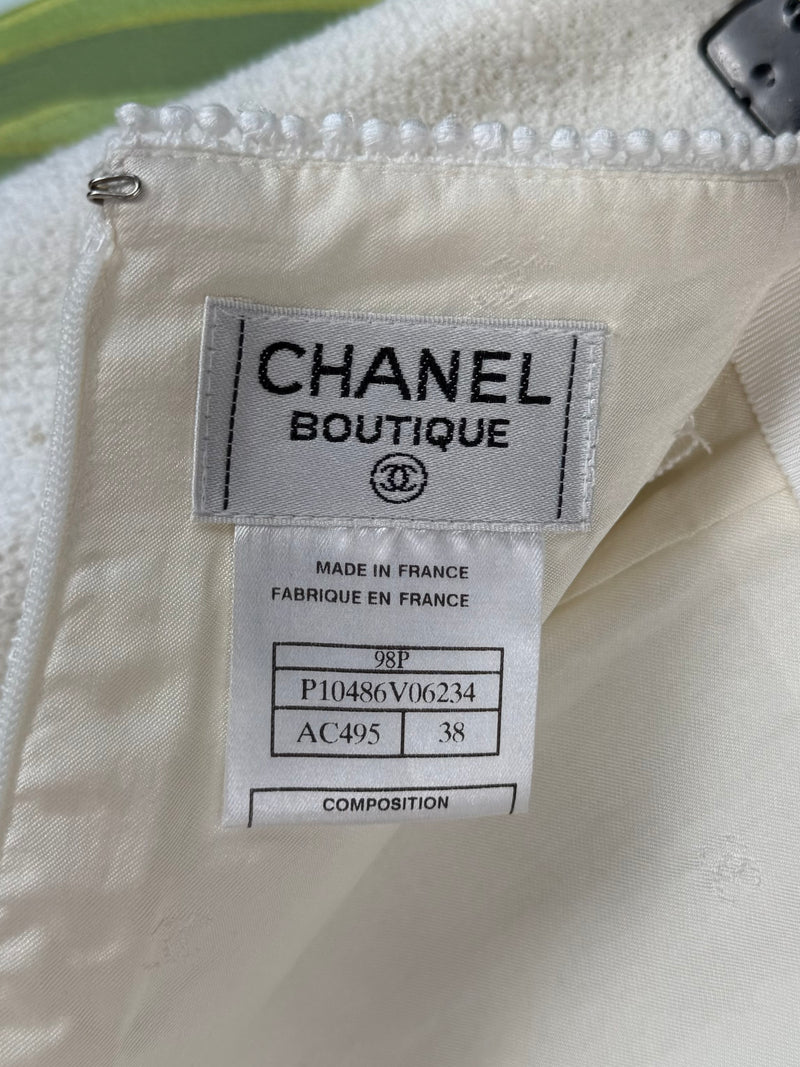 CHANEL
BOUTIQUE
MADE IN FRANCE
FABRIQUE EN FRANCE
98P
P10486V06234
AC495 38
COMPOSITION